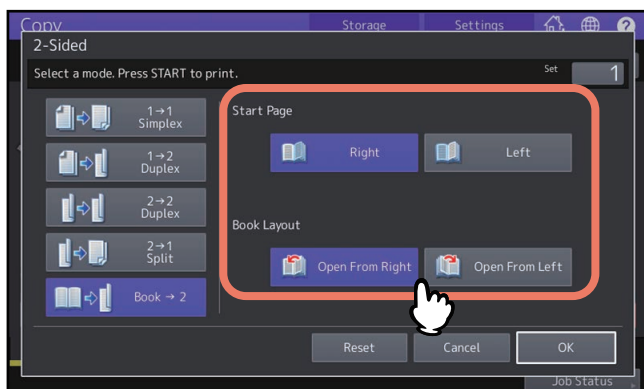 Copy
Storage
Settings
2-Sided
Select a mode. Press START to print.
Set
1
1→1
Simplex
1→2
Duplex
2→2
Duplex
2→1
Split
Book → 2
Start Page
Right
Left
Book Layout
Open From Right
Open From Left
Reset
Cancel
OK
Job Status